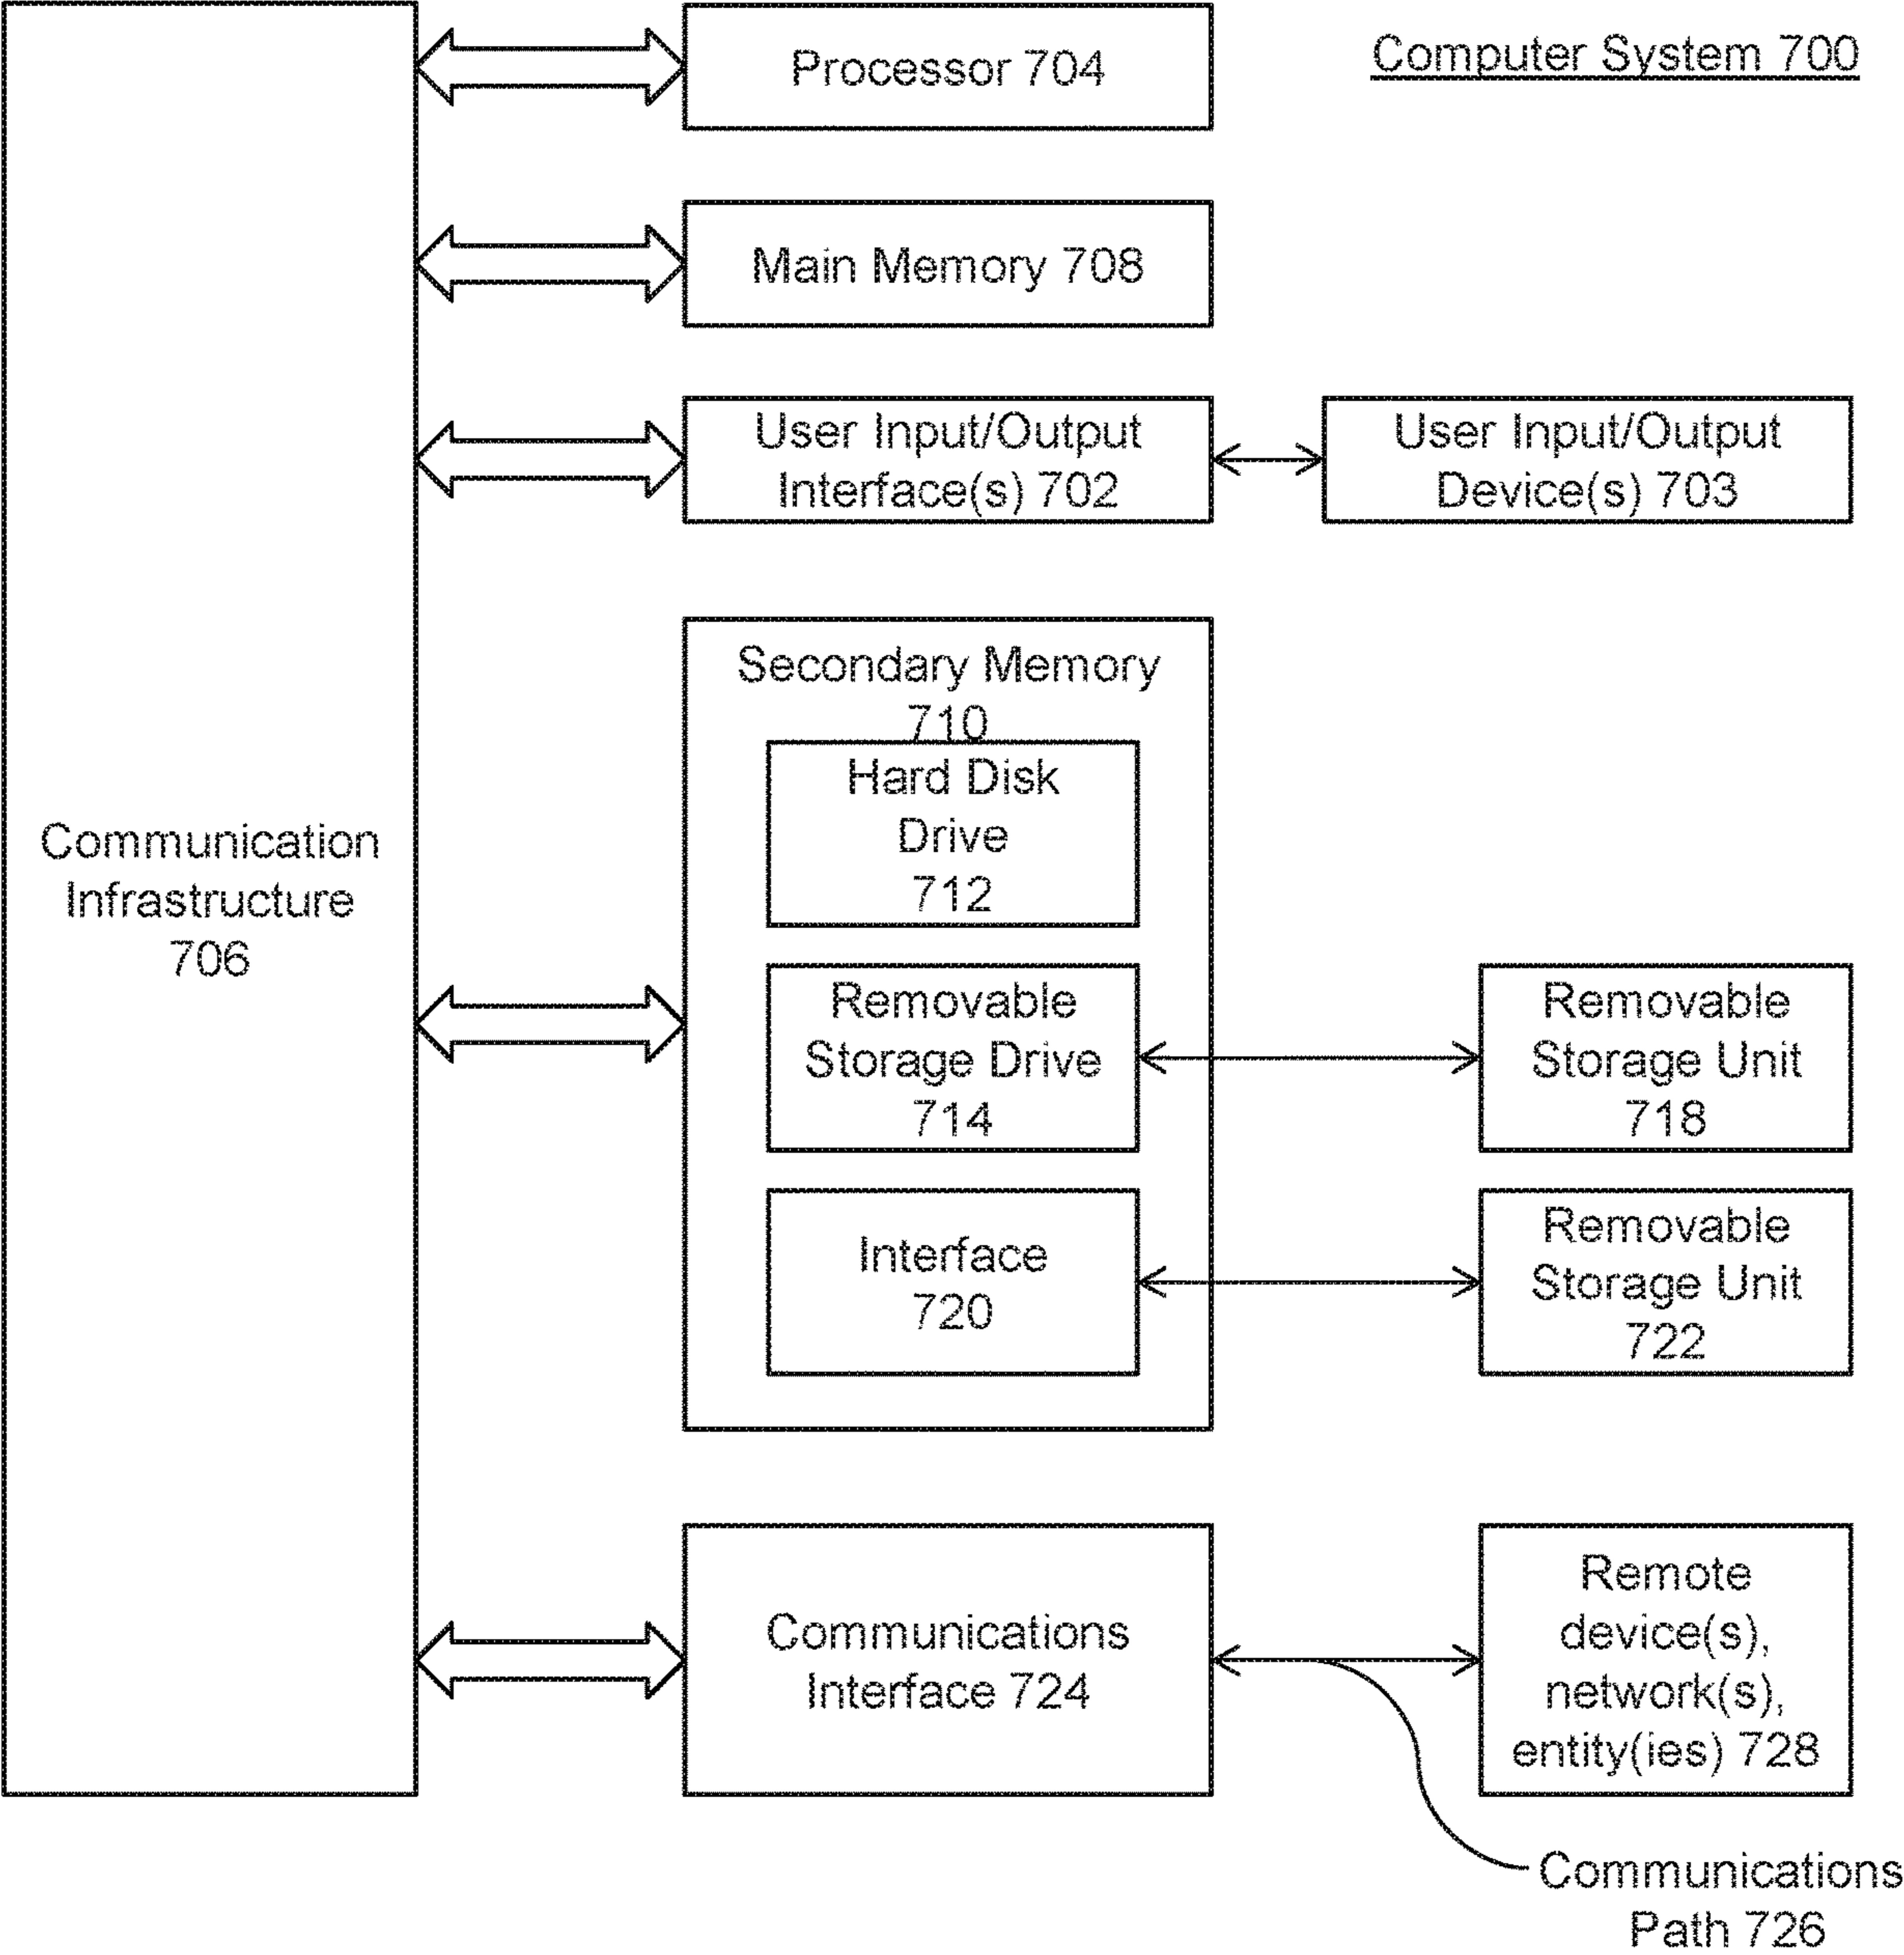 Computer System 700
Processor 704
Main Memory 708
User Input/Output
Interface(s) 702
User Input/Output
Device(s) 703
Communication
Infrastructure
706
Secondary Memory
710
Hard Disk
Drive
712
Removable
Storage Drive
714
Removable
Storage Unit
718
Interface
720
Removable
Storage Unit
722
Communications
Interface 724
Remote
device(s),
network(s),
entity(ies) 728
Communications
Path 726